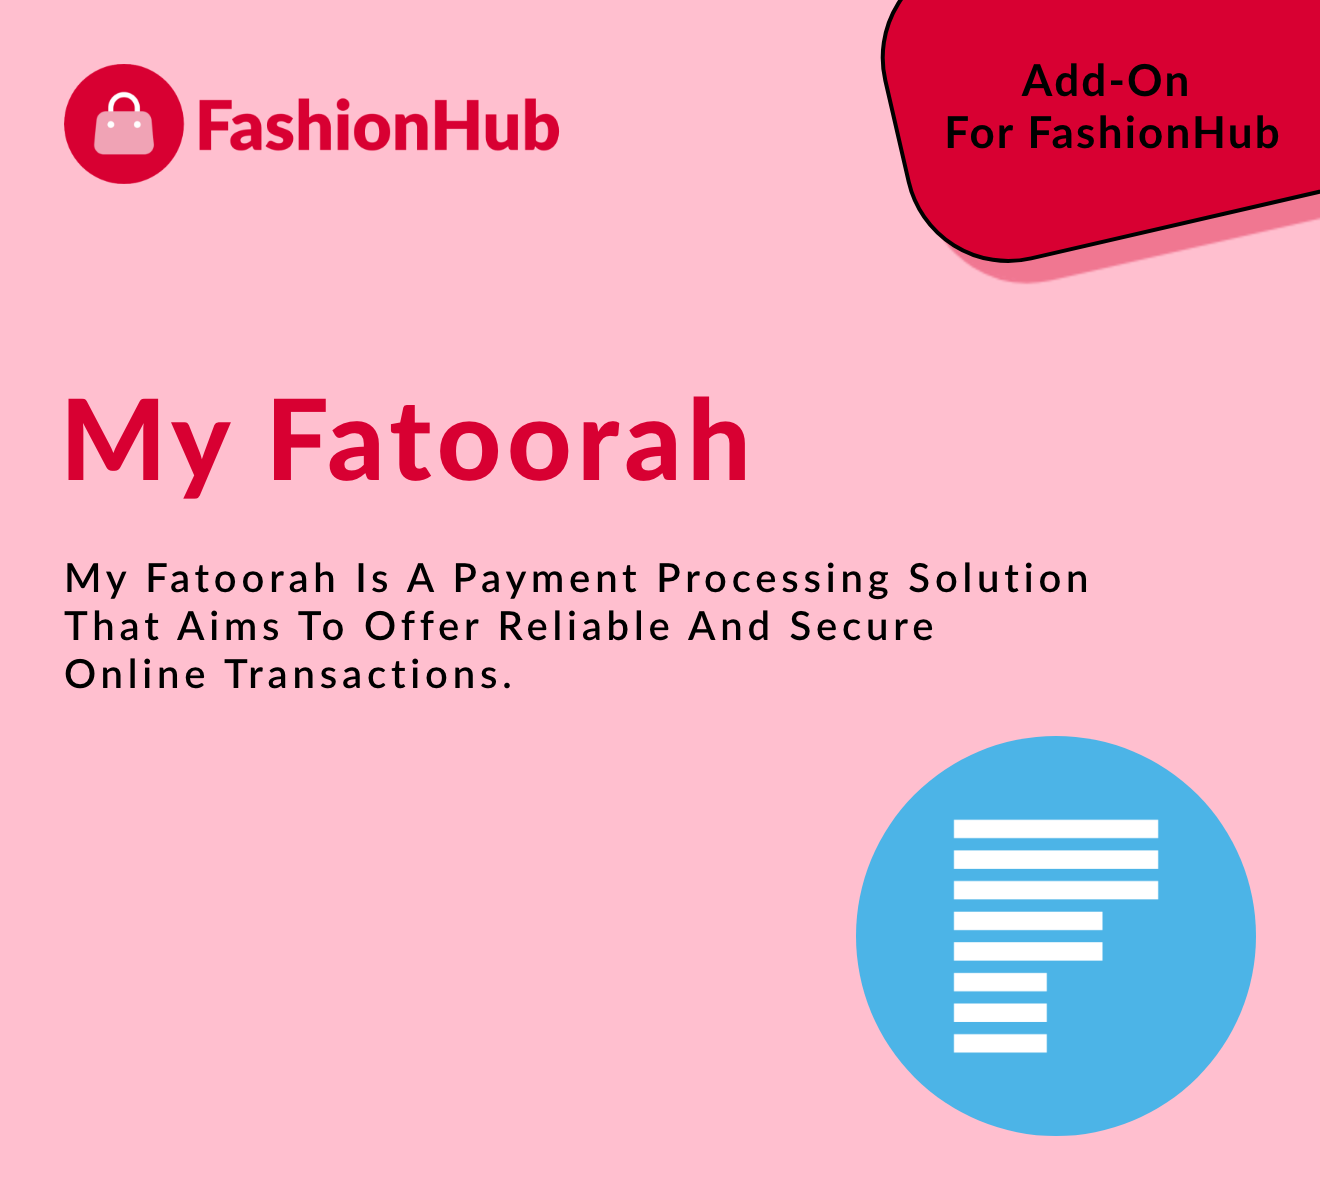 FashionHub
Add-On
For FashionHub
My Fatoorah
My Fatoorah Is A Payment Processing Solution
That Aims To Offer Reliable And Secure
Online Transactions.